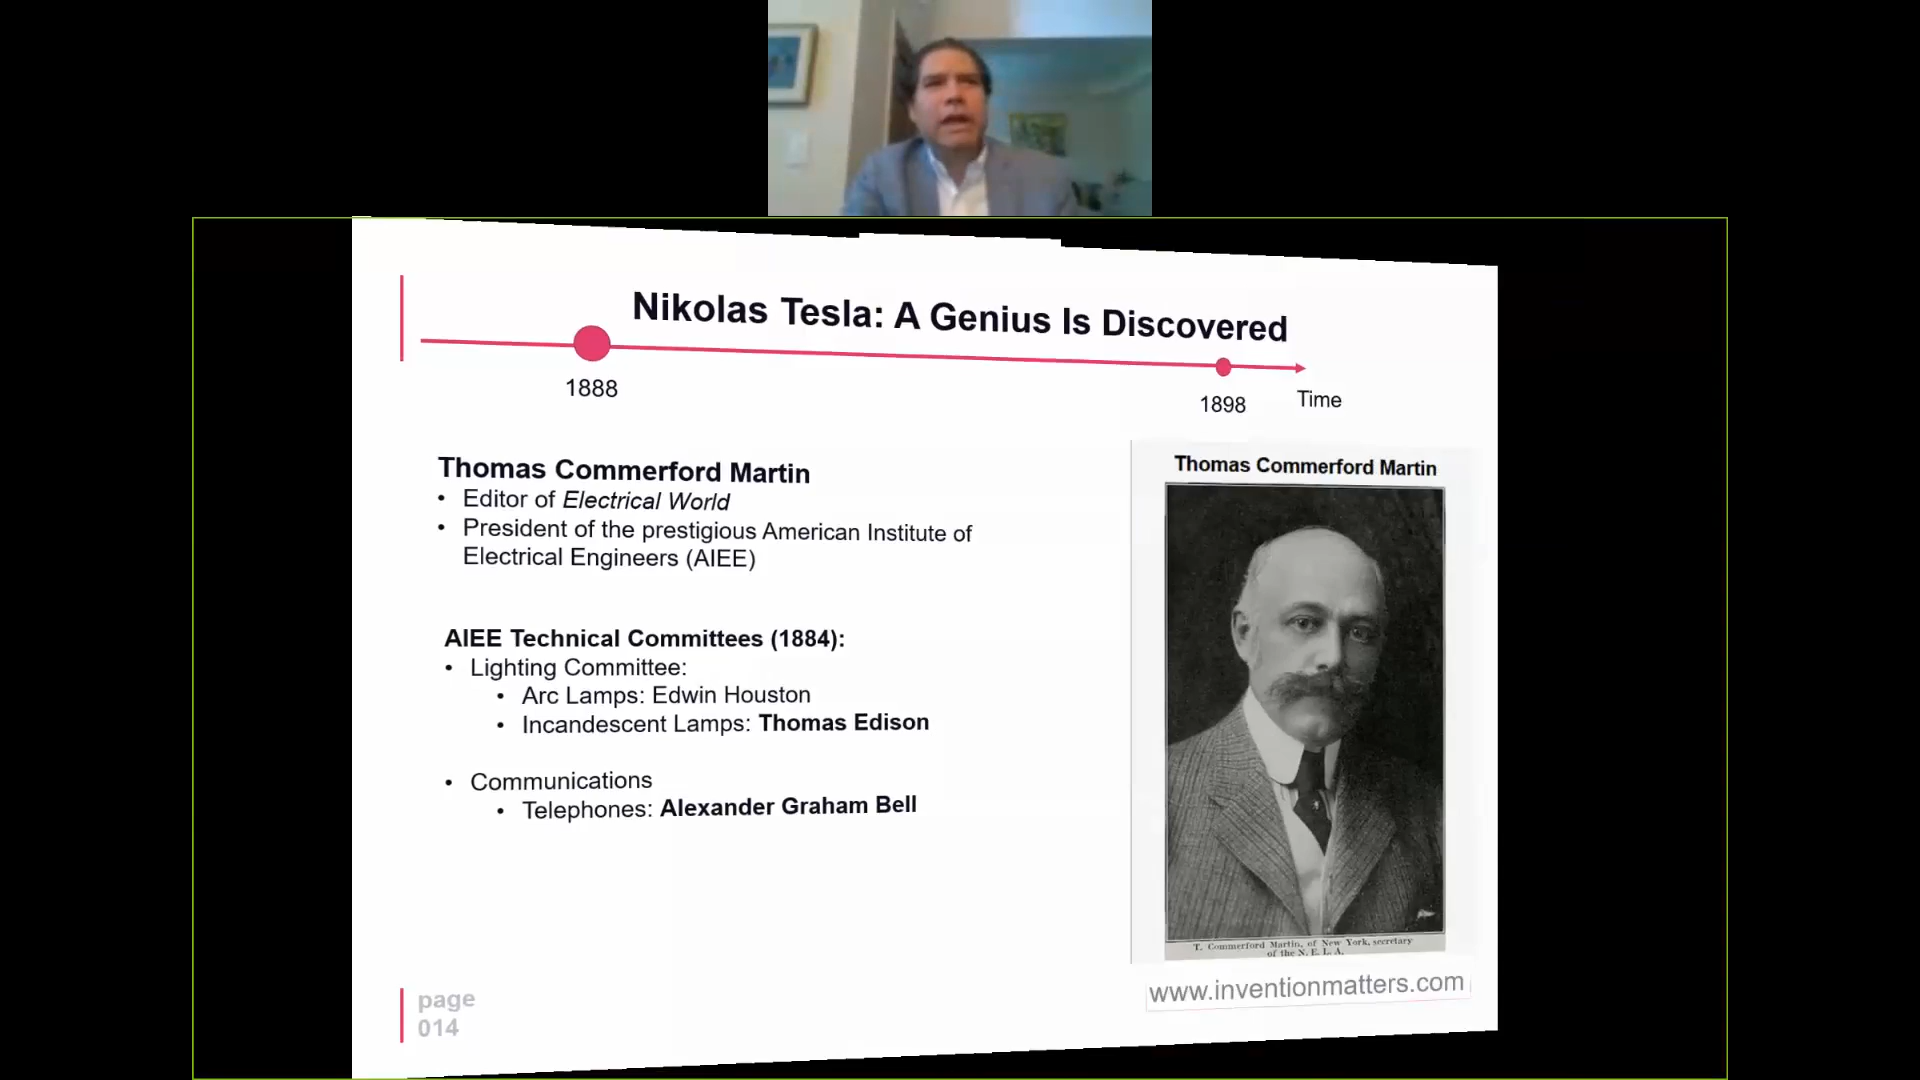 Nikolas Tesla: A Genius Is Discovered
1888
1898
Time
Thomas Commerford Martin
• Editor of Electrical World
• President of the prestigious American Institute of
Electrical Engineers (AIEE)
AIEE Technical Committees (1884):
• Lighting Committee:
• Arc Lamps: Edwin Houston
• Incandescent Lamps: Thomas Edison
• Communications
• Telephones: Alexander Graham Bell
Thomas Commerford Martin
T. Commerford Martin, of New York, secretary
of the N. E. L. A.
www.inventionmatters.com
page
014